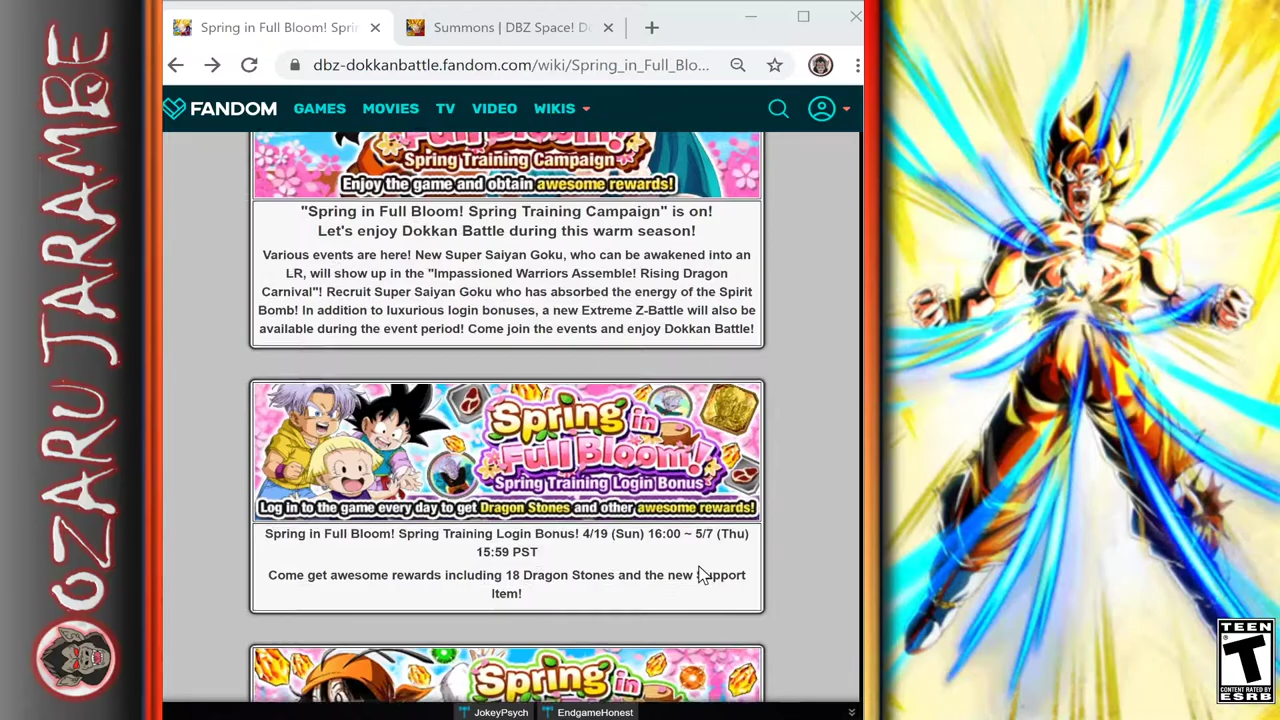 OZARU JARAMBE
Spring in Full Bloom! Sprin
Summons | DBZ Space! Do
dbz-dokkanbattle.fandom.com/wiki/Spring_in_Full_Blo...
FANDOM GAMES MOVIES TV VIDEO WIKIS
Full Bloom!
Spring Training Campaign
Enjoy the game and obtain awesome rewards!
"Spring in Full Bloom! Spring Training Campaign" is on!
Let's enjoy Dokkan Battle during this warm season!
Various events are here! New Super Saiyan Goku, who can be awakened into an
LR, will show up in the "Impassioned Warriors Assemble! Rising Dragon
Carnival"! Recruit Super Saiyan Goku who has absorbed the energy of the Spirit
Bomb! In addition to luxurious login bonuses, a new Extreme Z-Battle will also be
available during the event period! Come join the events and enjoy Dokkan Battle!
Spring in
Full Bloom!
Spring Training Login Bonus
Log in to the game every day to get Dragon Stones and other awesome rewards!
Spring in Full Bloom! Spring Training Login Bonus! 4/19 (Sun) 16:00 ~ 5/7 (Thu)
15:59 PST
Come get awesome rewards including 18 Dragon Stones and the new Support
Item!
Spring in
JokeyPsych EndgameHonest
TEEN
T
CONTENT RATED BY
ESRB